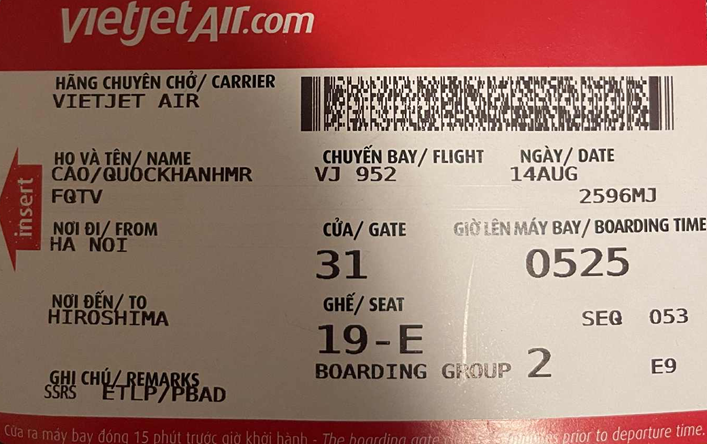 vietjetAir.com
HÃNG CHUYÊN CHỞ/ CARRIER
VIETJET AIR
HỌ VÀ TÊN/ NAME
CAO/QUOCKHANHMR
FQTV
CHUYẾN BAY/ FLIGHT
VJ 952
NGÀY/ DATE
14AUG
2596MJ
insert
NƠI ĐI/ FROM
HA NOI
CỬA/ GATE
31
GIỜ LÊN MÁY BAY/ BOARDING TIME
0525
NƠI ĐẾN/ TO
HIROSHIMA
GHẾ/ SEAT
19-E
SEQ 053
BOARDING GROUP 2
E9
GHI CHÚ/ REMARKS
SSRS ETLP/PBAD
Cửa ra máy bay đóng 15 phút trước giờ khởi hành - The boarding gate prior to departure time.